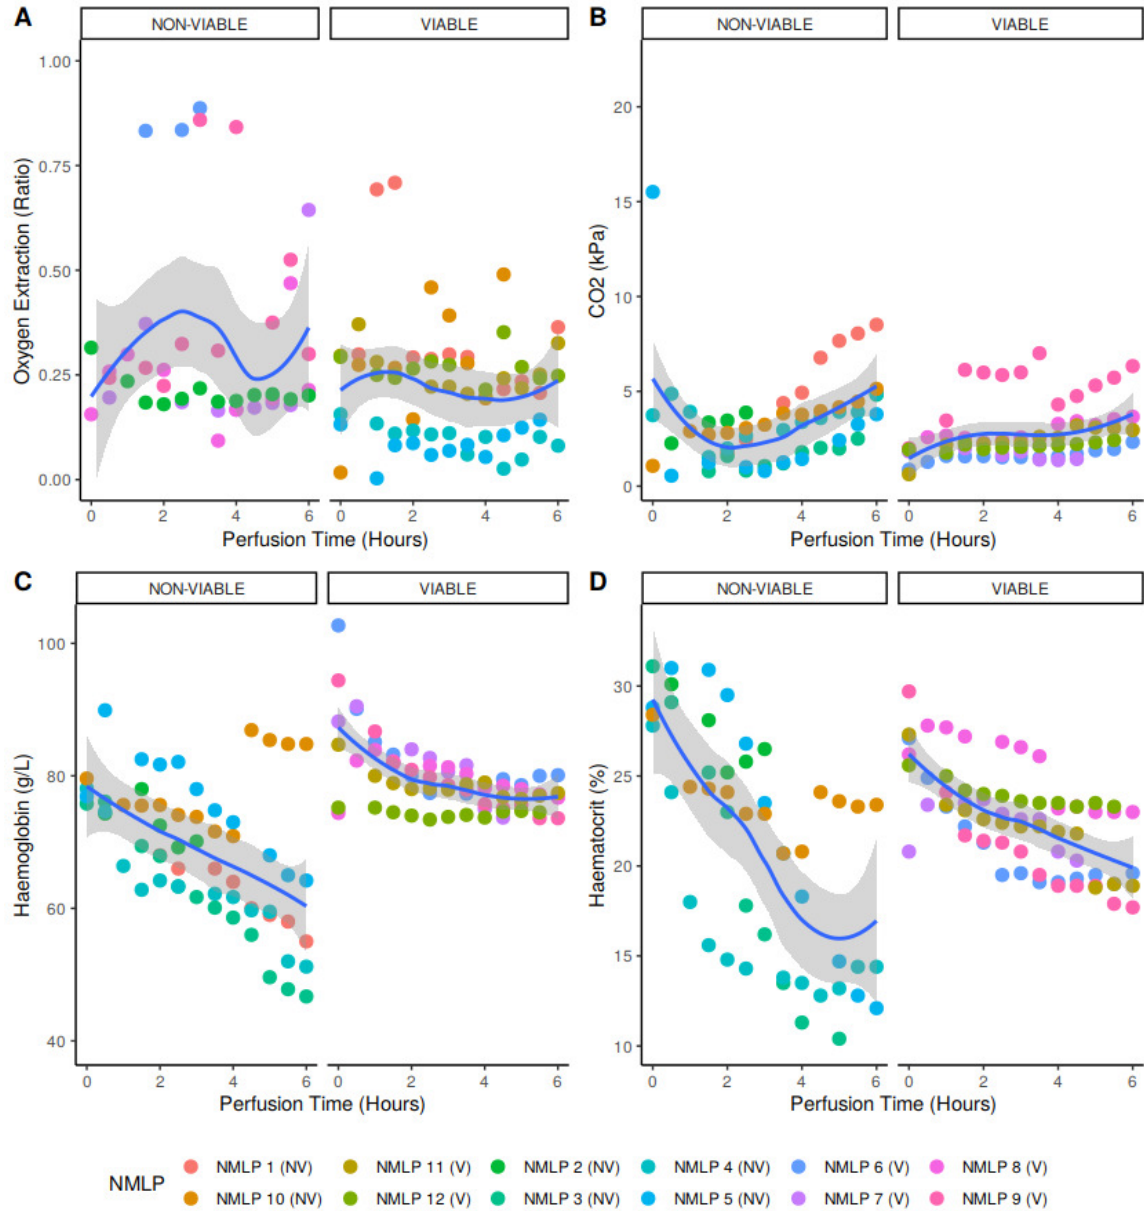 A
B
NON-VIABLE
VIABLE
NON-VIABLE
VIABLE
Oxygen Extraction (Ratio)
1.00
0.75
0.50
0.25
0.00
0 2 4 6 0 2 4 6
Perfusion Time (Hours)
CO2 (kPa)
20
15
10
5
0
0 2 4 6 0 2 4 6
Perfusion Time (Hours)
C
D
NON-VIABLE
VIABLE
NON-VIABLE
VIABLE
Haemoglobin (g/L)
100
80
60
40
0 2 4 6 0 2 4 6
Perfusion Time (Hours)
Haematocrit (%)
30
25
20
15
10
0 2 4 6 0 2 4 6
Perfusion Time (Hours)
NMLP
NMLP 1 (NV) NMLP 11 (V) NMLP 2 (NV) NMLP 4 (NV) NMLP 6 (V) NMLP 8 (V)
NMLP 10 (NV) NMLP 12 (V) NMLP 3 (NV) NMLP 5 (NV) NMLP 7 (V) NMLP 9 (V)